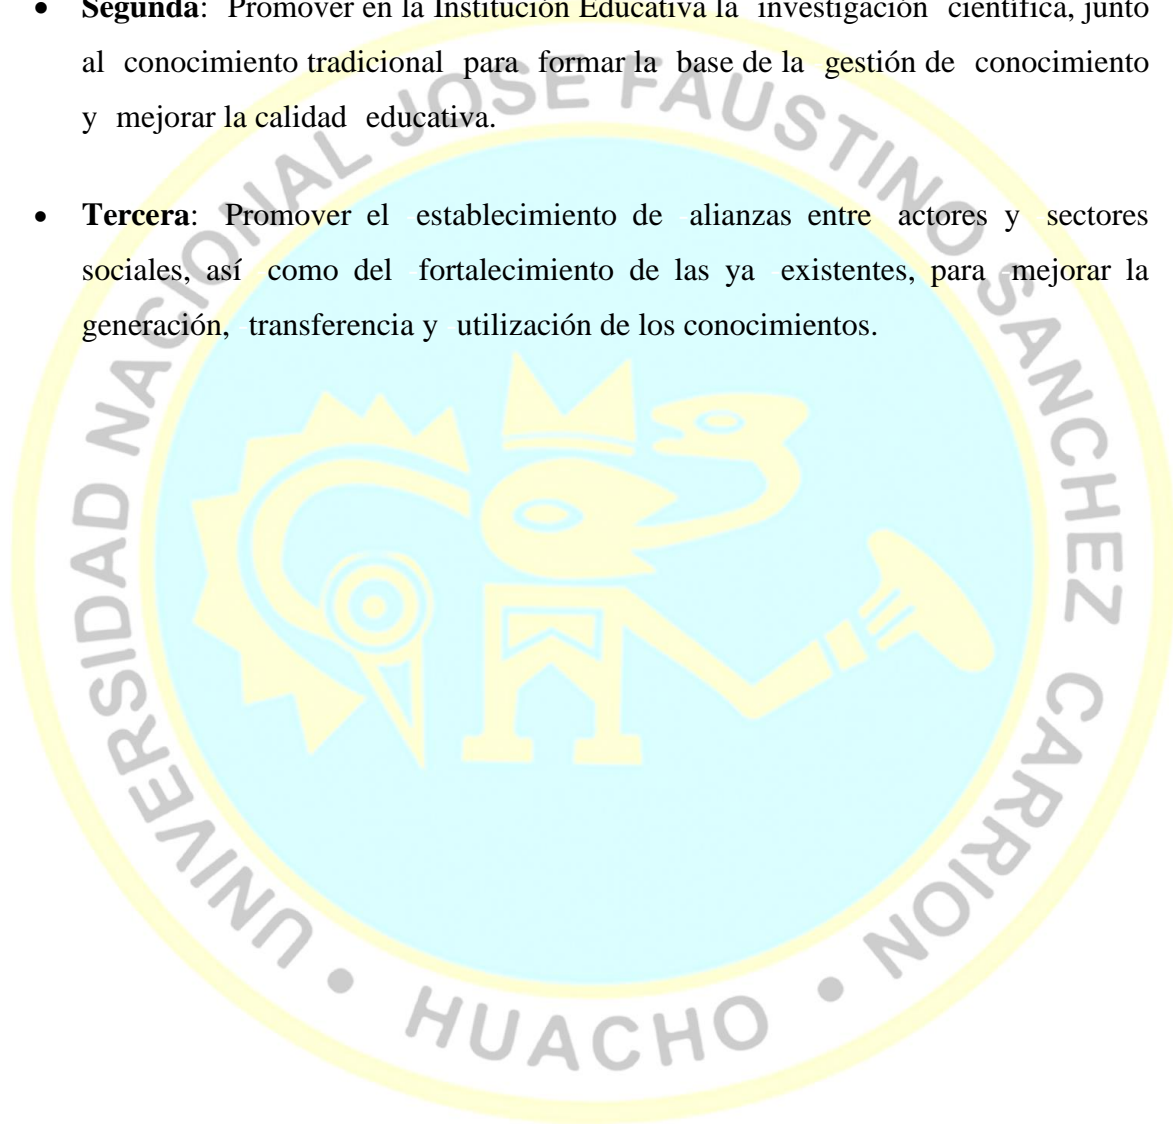 • Segunda: Promover en la Institución Educativa la investigación científica, junto
al conocimiento tradicional para formar la base de la gestión de conocimiento
y mejorar la calidad educativa.
• Tercera: Promover el establecimiento de alianzas entre actores y sectores
sociales, así como del fortalecimiento de las ya existentes, para mejorar la
generación, transferencia y utilización de los conocimientos.
UNIVERSIDAD NACIONAL JOSE FAUSTINO SANCHEZ CARRION
• HUACHO •